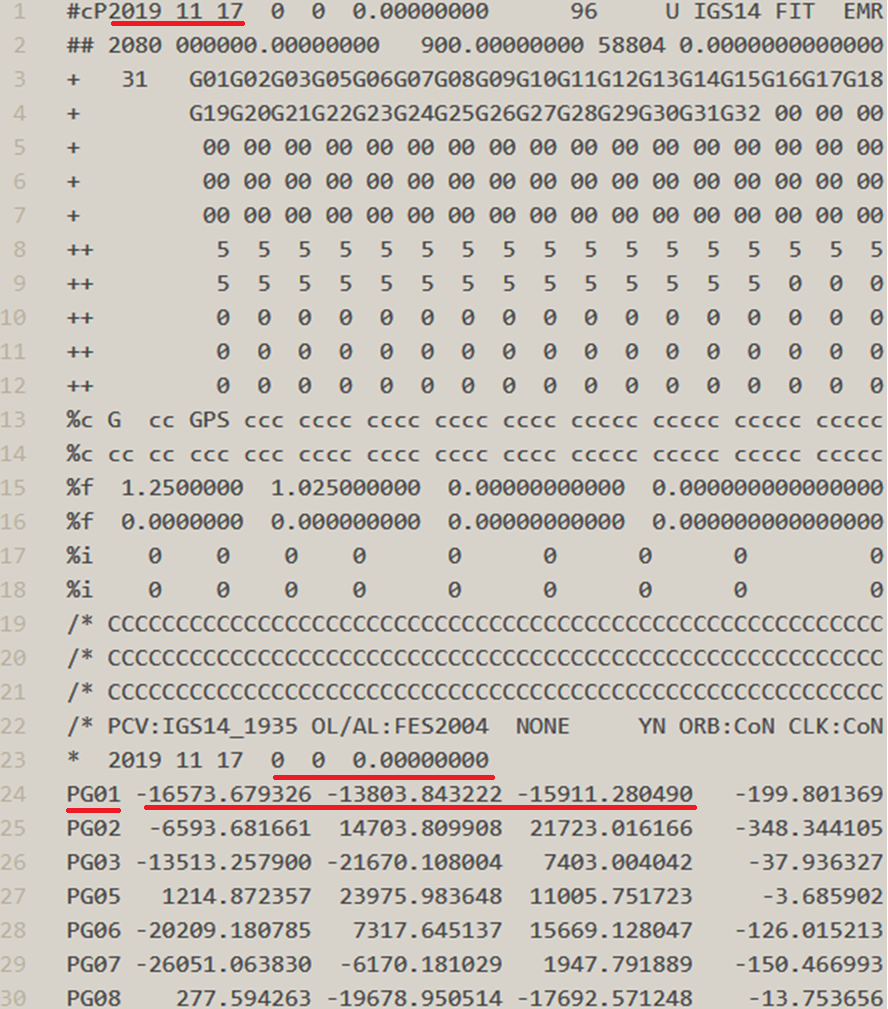 1 #cP2019 11 17  0  0  0.00000000      96      U IGS14 FIT  EMR
2 ## 2080 000000.00000000   900.00000000 58804 0.0000000000000
3 +   31   G01G02G03G05G06G07G08G09G10G11G12G13G14G15G16G17G18
4 +        G19G20G21G22G23G24G25G26G27G28G29G30G31G32 00 00 00
5 +         00 00 00 00 00 00 00 00 00 00 00 00 00 00 00 00 00
6 +         00 00 00 00 00 00 00 00 00 00 00 00 00 00 00 00 00
7 +         00 00 00 00 00 00 00 00 00 00 00 00 00 00 00 00 00
8 ++         5  5  5  5  5  5  5  5  5  5  5  5  5  5  5  5  5
9 ++         5  5  5  5  5  5  5  5  5  5  5  5  5  5  0  0  0
10 ++         0  0  0  0  0  0  0  0  0  0  0  0  0  0  0  0  0
11 ++         0  0  0  0  0  0  0  0  0  0  0  0  0  0  0  0  0
12 ++         0  0  0  0  0  0  0  0  0  0  0  0  0  0  0  0  0
13 %c G  cc GPS ccc cccc cccc cccc cccc ccccc ccccc ccccc ccccc
14 %c cc cc ccc ccc cccc cccc cccc cccc ccccc ccccc ccccc ccccc
15 %f  1.2500000  1.025000000  0.00000000000  0.000000000000000
16 %f  0.0000000  0.000000000  0.00000000000  0.000000000000000
17 %i    0    0    0    0      0      0      0      0         0
18 %i    0    0    0    0      0      0      0      0         0
19 /* CCCCCCCCCCCCCCCCCCCCCCCCCCCCCCCCCCCCCCCCCCCCCCCCCCCCCCCCC
20 /* CCCCCCCCCCCCCCCCCCCCCCCCCCCCCCCCCCCCCCCCCCCCCCCCCCCCCCCCC
21 /* CCCCCCCCCCCCCCCCCCCCCCCCCCCCCCCCCCCCCCCCCCCCCCCCCCCCCCCCC
22 /* PCV:IGS14_1935 OL/AL:FES2004  NONE     YN ORB:CoN CLK:CoN
23 *  2019 11 17  0  0  0.00000000
24 PG01 -16573.679326 -13803.843222 -15911.280490   -199.801369
25 PG02  -6593.681661  14703.809908  21723.016166   -348.344105
26 PG03 -13513.257900 -21670.108004   7403.004042    -37.936327
27 PG05   1214.872357  23975.983648  11005.751723     -3.685902
28 PG06 -20209.180785   7317.645137  15669.128047   -126.015213
29 PG07 -26051.063830  -6170.181029   1947.791889   -150.466993
30 PG08    277.594263 -19678.950514 -17692.571248    -13.753656